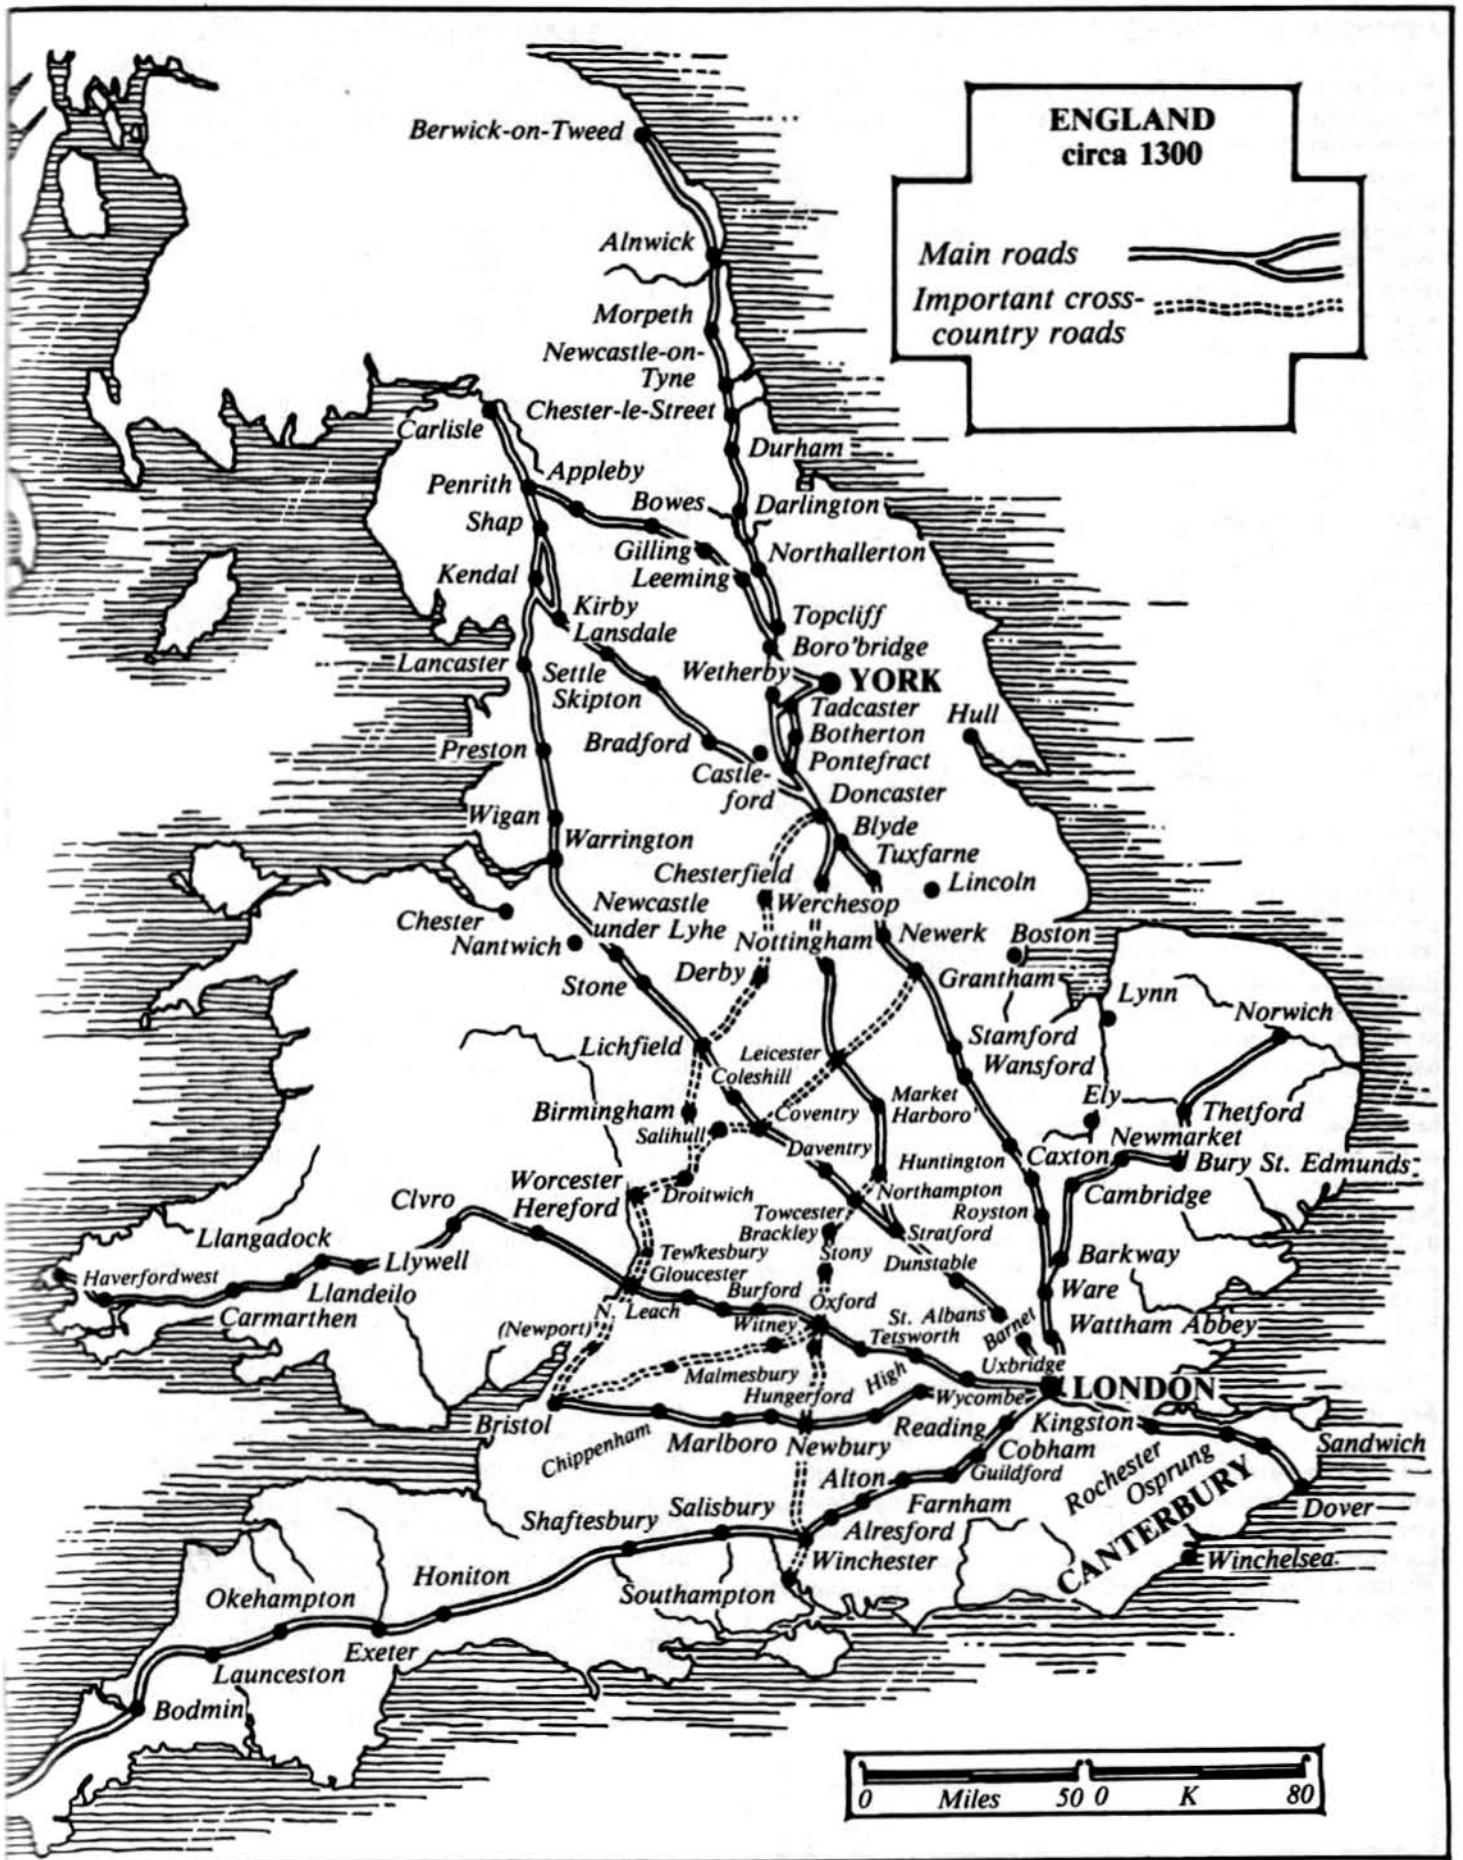 ENGLAND
circa 1300
Main roads
Important cross-
country roads
Berwick-on-Tweed
Alnwick
Morpeth
Newcastle-on-
Tyne
Chester-le-Street
Carlisle
Durham
Appleby
Penrith
Bowes
Darlington
Shap
Gilling
Northallerton
Leeming
Kendal
Kirby
Lansdale
Topcliff
Boro'bridge
Lancaster
Settle
Wetherby
YORK
Skipton
Tadcaster
Hull
Botherton
Bradford
Preston
Pontefract
Castle-
ford
Doncaster
Wigan
Blyde
Warrington
Tuxfarne
Chesterfield
Lincoln
Newcastle
under Lyhe
Werchesop
Chester
Nantwich
Nottingham
Newerk
Boston
Derby
Grantham
Stone
Lynn
Norwich
Stamford
Lichfield
Leicester
Wansford
Coleshill
Market
Harboro'
Ely
Birmingham
Coventry
Thetford
Salihull
Newmarket
Daventry
Huntington
Caxton
Bury St. Edmunds
Worcester
Droitwich
Northampton
Cambridge
Clvro
Hereford
Towcester
Royston
Brackley
Stratford
Llangadock
Tewkesbury
Stony
Dunstable
Barkway
Llywell
Haverfordwest
Gloucester
Llandeilo
Burford
Oxford
Ware
Carmarthen
N. Leach
Witney
St. Albans
Barnet
Wattham Abbey
(Newport)
Tetsworth
Uxbridge
Malmesbury
High
Wycombe
LONDON
Hungerford
Bristol
Reading
Kingston
Chippenham
Marlboro
Newbury
Cobham
Sandwich
Alton
Guildford
Rochester
Osprung
CANTERBURY
Dover
Farnham
Shaftesbury
Salisbury
Alresford
Winchester
Winchelsea
Honiton
Southampton
Okehampton
Exeter
Launceston
Bodmin
0 Miles 50 0 K 80